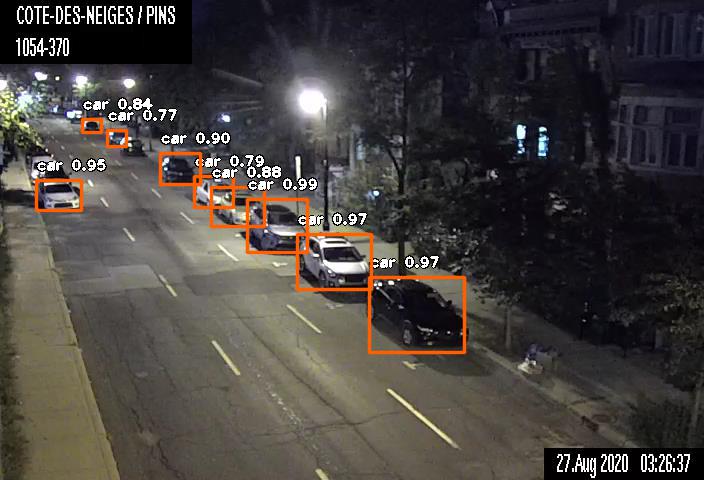 COTE-DES-NEIGES / PINS
1054-370
car 0.84
car 0.77
car 0.90
car 0.95
car 0.79
car 0.88
car 0.99
car 0.97
car 0.97
27.Aug 2020 03:26:37